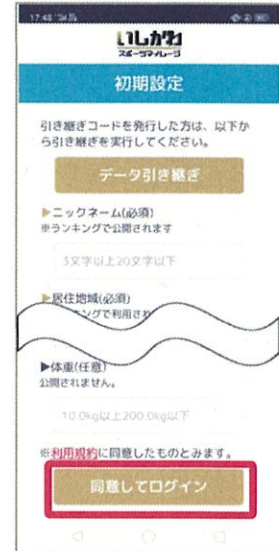 17:48
いしかわ
スポーツマイレージ
初期設定
引き継ぎコードを発行した方は、以下か
ら引き継ぎを実行してください。
データ引き継ぎ
▶ニックネーム(必須)
※ランキングで公開されます
3文字以上20文字以下
▶居住地域(必須)
ングで利用され
▶体重(任意)
公開されません。
10.0kg以上200.0kg以下
※利用規約に同意したものとみます。
同意してログイン